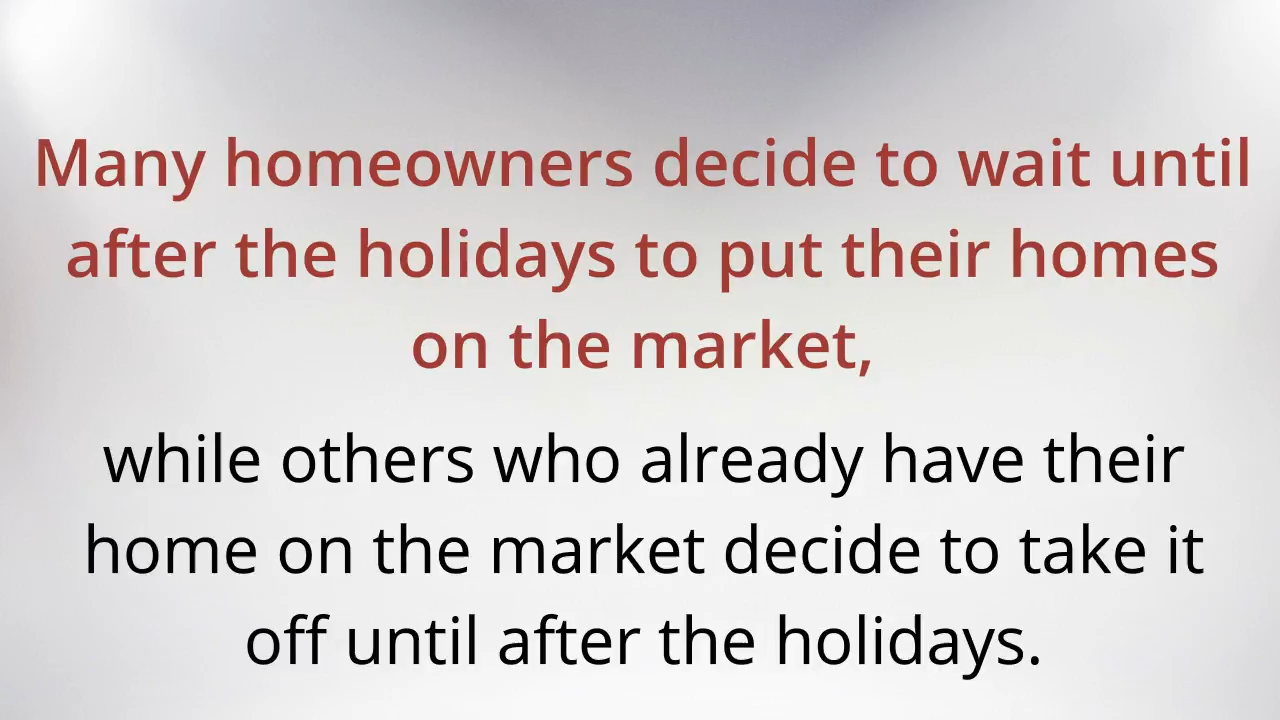 Many homeowners decide to wait until
after the holidays to put their homes
on the market,
while others who already have their
home on the market decide to take it
off until after the holidays.